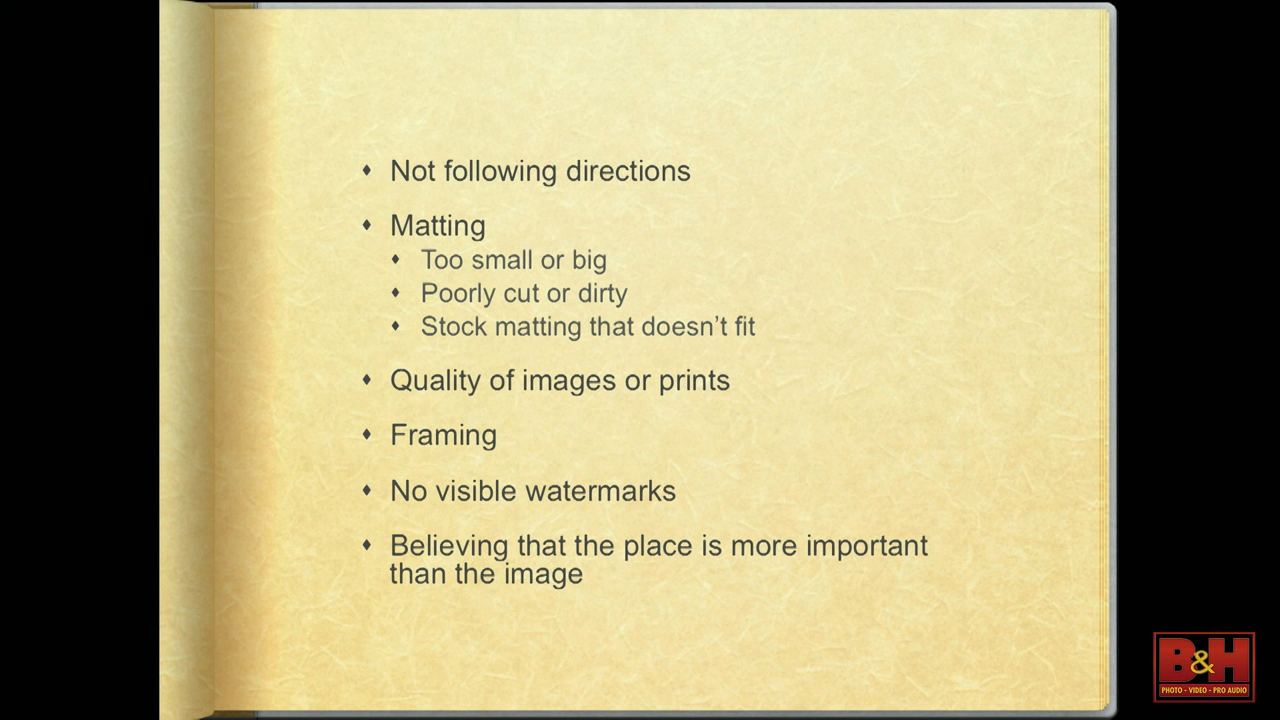 Not following directions
Matting
Too small or big
Poorly cut or dirty
Stock matting that doesn’t fit
Quality of images or prints
Framing
No visible watermarks
Believing that the place is more important
than the image
B&H
PHOTO - VIDEO - PRO AUDIO